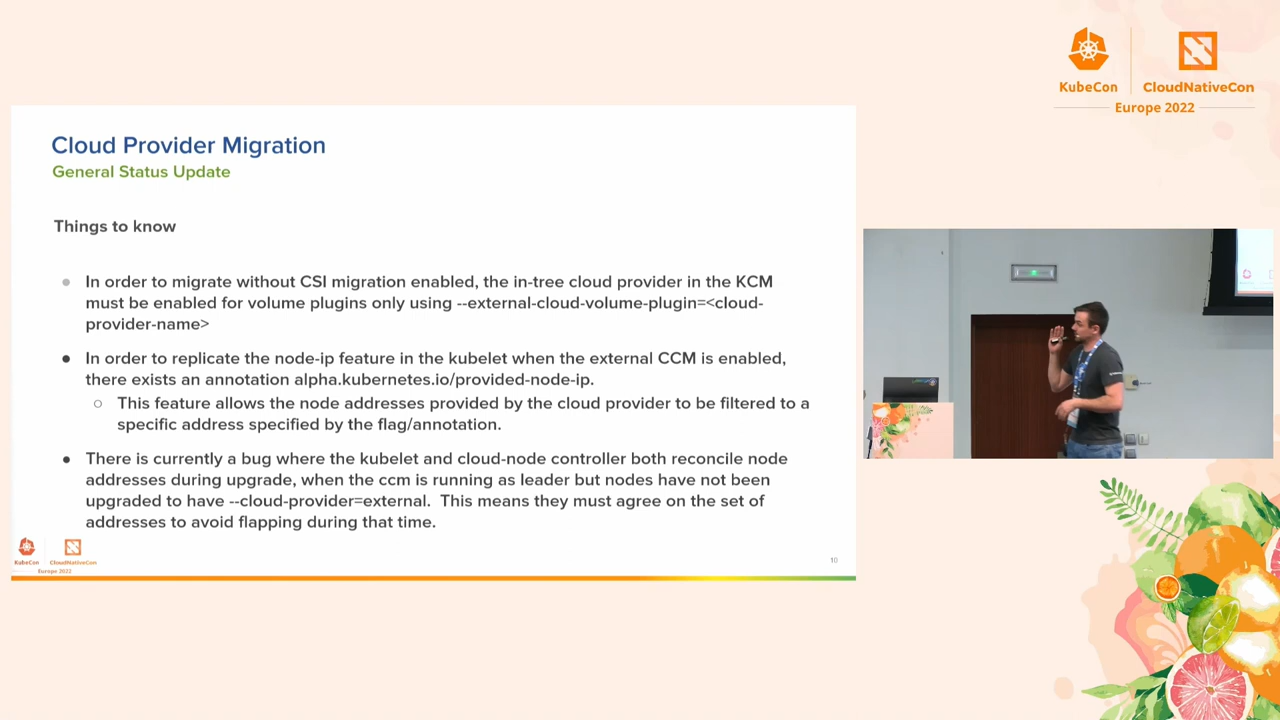 KubeCon
CloudNativeCon
Europe 2022
Cloud Provider Migration
General Status Update
Things to know
In order to migrate without CSI migration enabled, the in-tree cloud provider in the KCM
must be enabled for volume plugins only using --external-cloud-volume-plugin=<cloud-
provider-name>
In order to replicate the node-ip feature in the kubelet when the external CCM is enabled,
there exists an annotation alpha.kubernetes.io/provided-node-ip.
This feature allows the node addresses provided by the cloud provider to be filtered to a
specific address specified by the flag/annotation.
There is currently a bug where the kubelet and cloud-node controller both reconcile node
addresses during upgrade, when the ccm is running as leader but nodes have not been
upgraded to have --cloud-provider=external. This means they must agree on the set of
addresses to avoid flapping during that time.
KubeCon
CloudNativeCon
Europe 2022
10